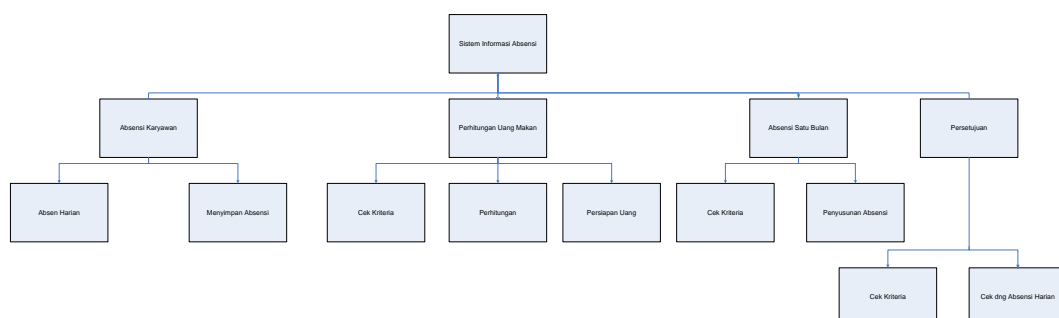 Sistem Informasi Absensi
Absensi Karyawan
Perhitungan Uang Makan
Absensi Satu Bulan
Persetujuan
Absen Harian
Menyimpan Absensi
Cek Kriteria
Perhitungan
Persiapan Uang
Cek Kriteria
Penyusunan Absensi
Cek Kriteria
Cek dng Absensi Harian